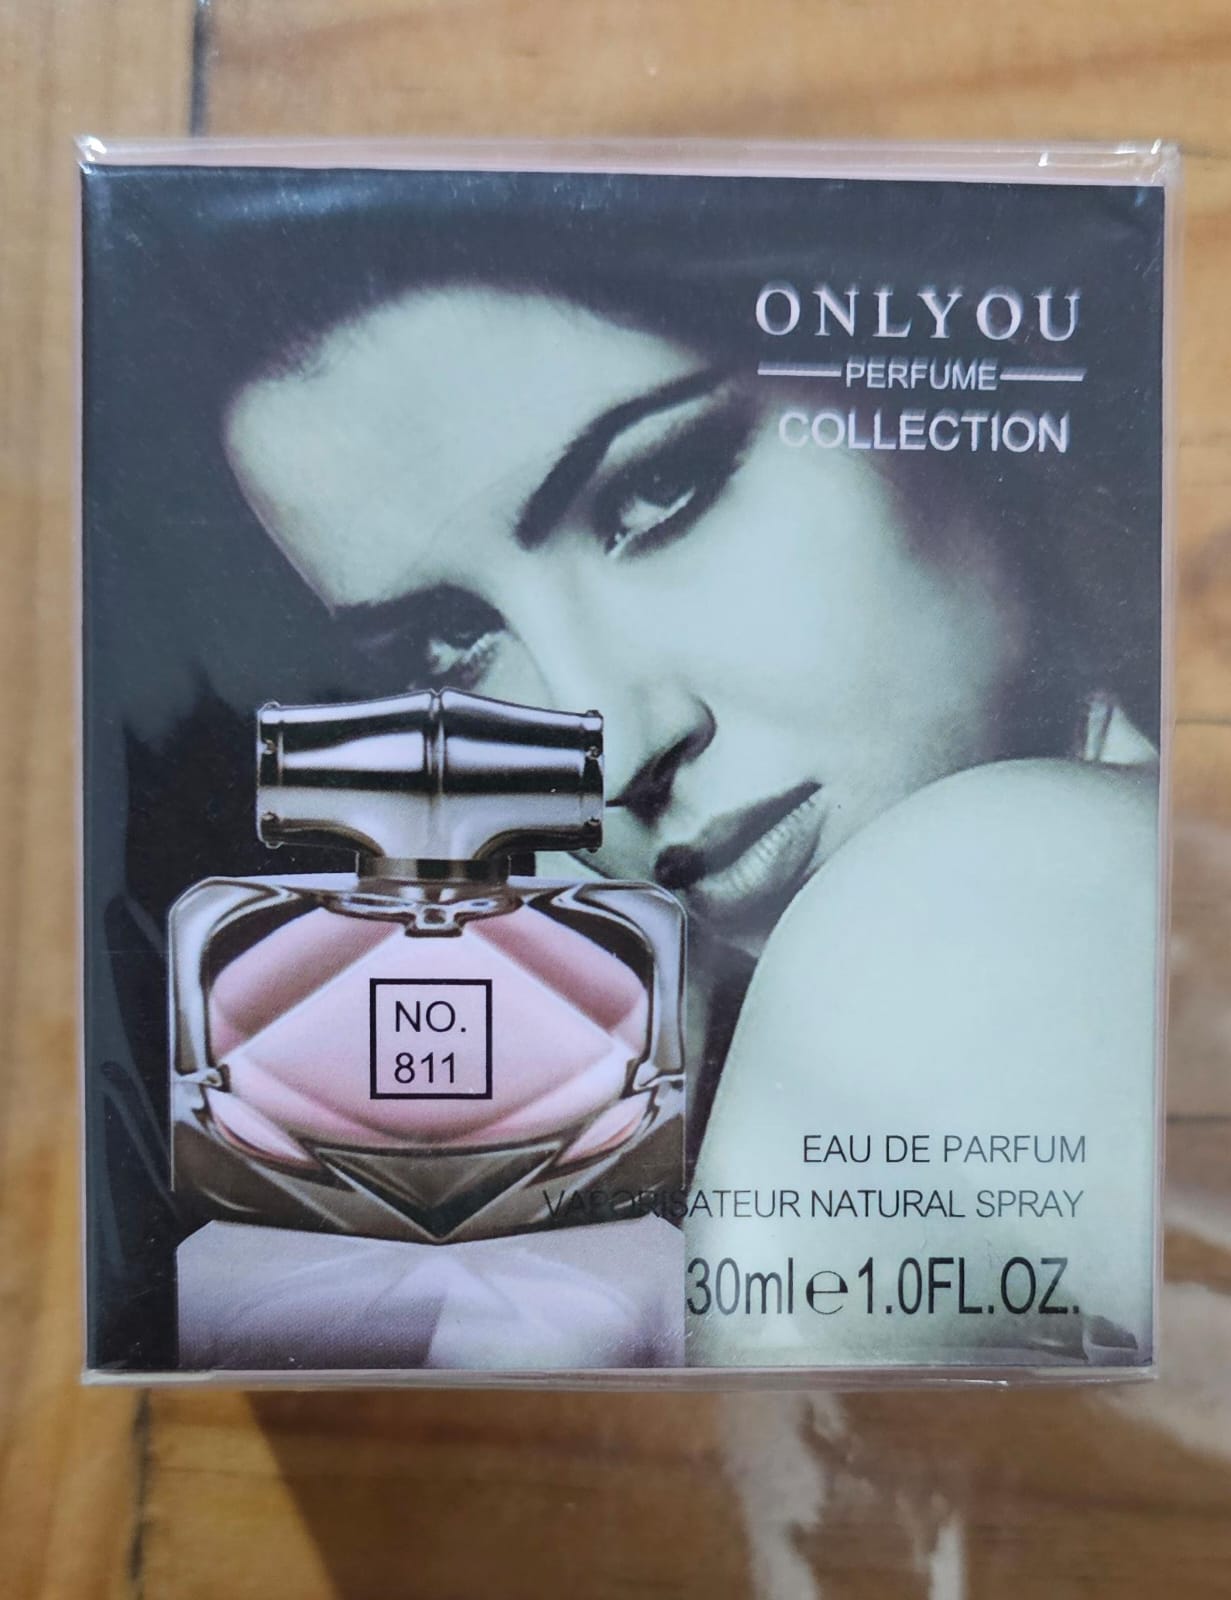 ONLYOU
PERFUME
COLLECTION
NO.
811
EAU DE PARFUM
VAPORISATEUR NATURAL SPRAY
30ml e 1.0FL.OZ.